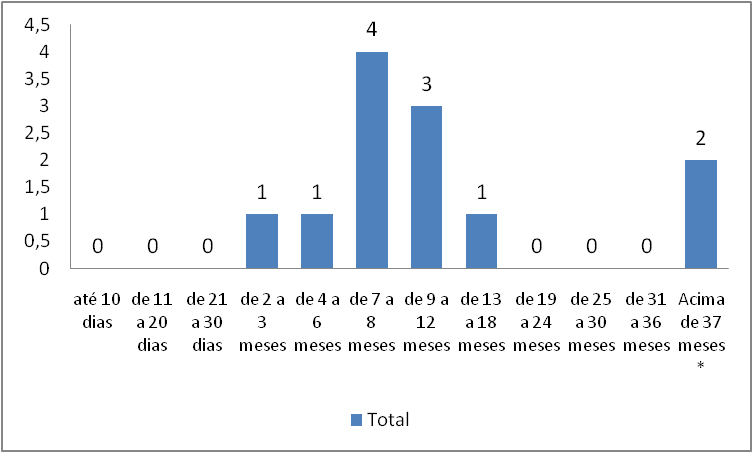 4,5
4
3,5
3
2,5
2
1,5
1
0,5
0
0 0 0 1 1 4 3 1 0 0 0 2
até 10 dias
de 11 a 20 dias
de 21 a 30 dias
de 2 a 3 meses
de 4 a 6 meses
de 7 a 8 meses
de 9 a 12 meses
de 13 a 18 meses
de 19 a 24 meses
de 25 a 30 meses
de 31 a 36 meses
Acima de 37 meses *
Total